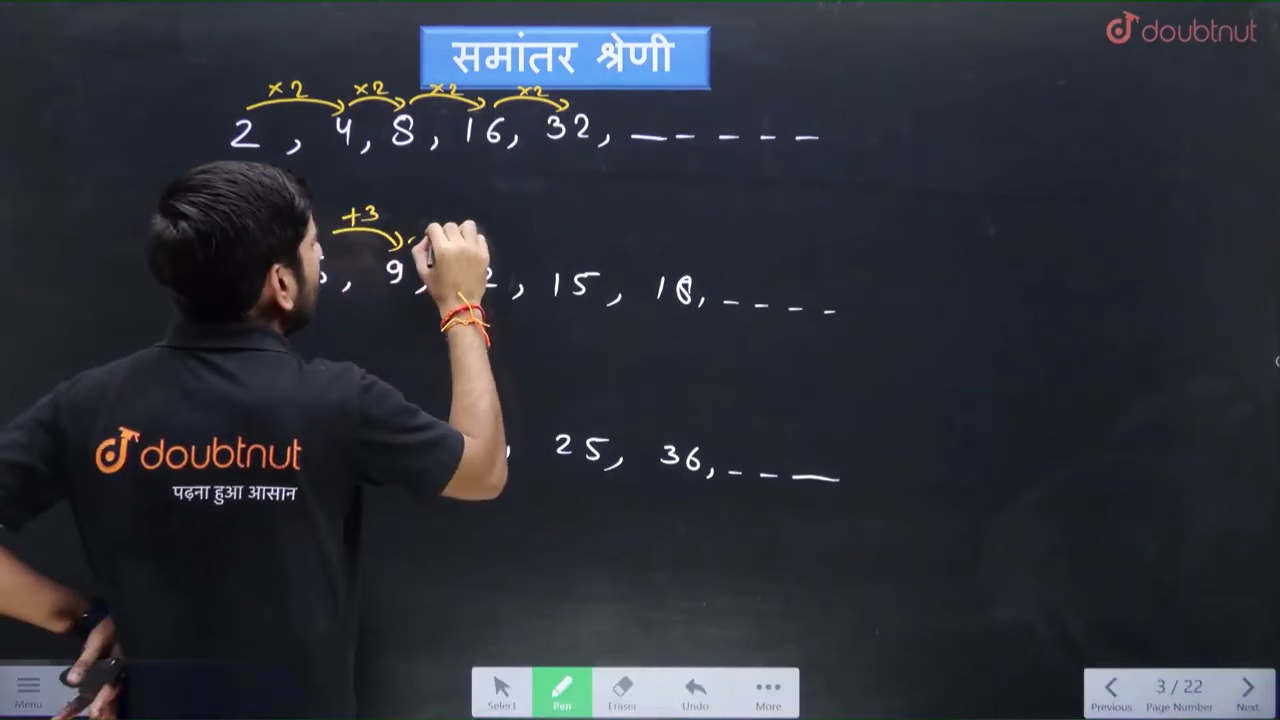 doubtnut
समांतर श्रेणी
×2 ×2 ×2 ×2
2, 4, 8, 16, 32, — - - - -
+3
, 9, 2, 15, 18, - - - -
, 25, 36, - - —
doubtnut
पढ़ना हुआ आसान
Menu
Select Pen Eraser Undo More
Previous 3 / 22 Next
Page Number